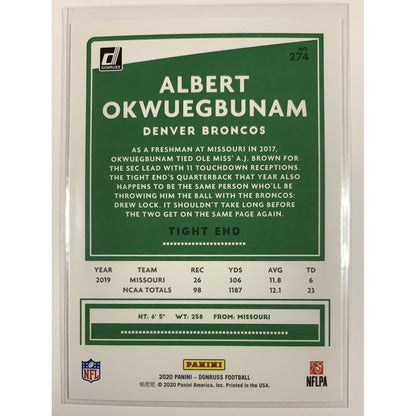 DONRUSS
NO.
274
ALBERT
OKWUEGBUNAM
DENVER BRONCOS
AS A FRESHMAN AT MISSOURI IN 2017,
OKWUEGBUNAM TIED OLE MISS' A.J. BROWN FOR
THE SEC LEAD WITH 11 TOUCHDOWN RECEPTIONS.
THE TIGHT END'S QUARTERBACK THAT YEAR ALSO
HAPPENS TO BE THE SAME PERSON WHO'LL BE
THROWING HIM THE BALL WITH THE BRONCOS:
DREW LOCK. IT SHOULDN'T TAKE LONG BEFORE
THE TWO GET ON THE SAME PAGE AGAIN.
TIGHT END
YEAR TEAM REC YDS AVG TD
2019 MISSOURI 26 306 11.8 6
NCAA TOTALS 98 1187 12.1 23
HT: 6' 5" WT: 258 FROM: MISSOURI
NFL
PANINI
NFLPA
2020 PANINI – DONRUSS FOOTBALL
© 2020 Panini America, Inc. Printed in the USA.